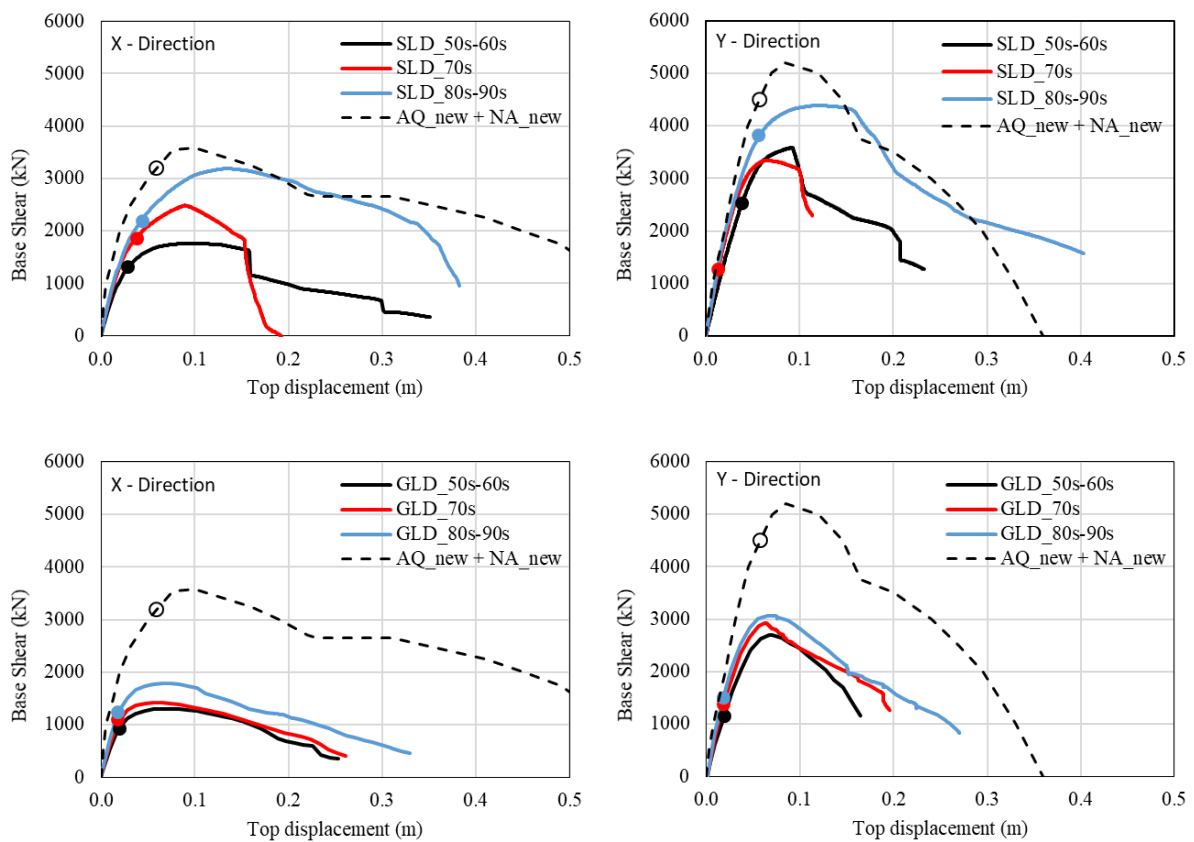 X - Direction
SLD_50s-60s
SLD_70s
SLD_80s-90s
AQ_new + NA_new
Base Shear (kN)
6000
5000
4000
3000
2000
1000
0
0.0 0.1 0.2 0.3 0.4 0.5
Top displacement (m)
Y - Direction
SLD_50s-60s
SLD_70s
SLD_80s-90s
AQ_new + NA_new
Base Shear (kN)
6000
5000
4000
3000
2000
1000
0
0.0 0.1 0.2 0.3 0.4 0.5
Top displacement (m)
X - Direction
GLD_50s-60s
GLD_70s
GLD_80s-90s
AQ_new + NA_new
Base Shear (kN)
6000
5000
4000
3000
2000
1000
0
0.0 0.1 0.2 0.3 0.4 0.5
Top displacement (m)
Y - Direction
GLD_50s-60s
GLD_70s
GLD_80s-90s
AQ_new + NA_new
Base Shear (kN)
6000
5000
4000
3000
2000
1000
0
0.0 0.1 0.2 0.3 0.4 0.5
Top displacement (m)